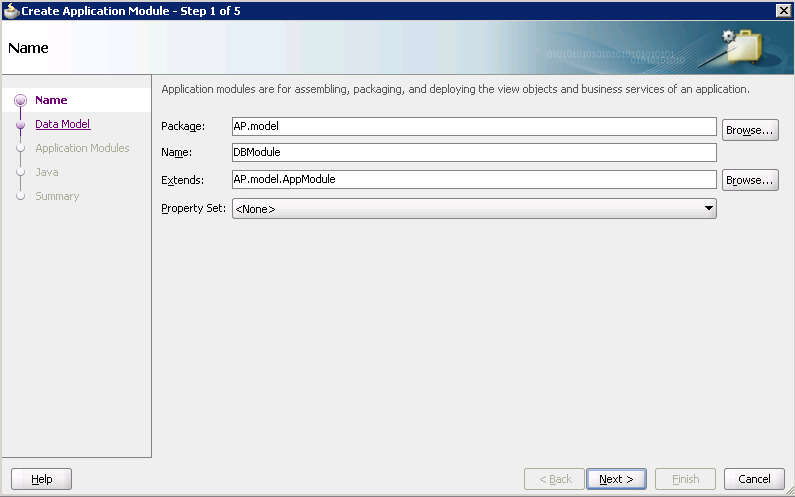 Create Application Module - Step 1 of 5
Name
010101010101010101010101
01010101010
Name
Data Model
Application Modules
Java
Summary
Application modules are for assembling, packaging, and deploying the view objects and business services of an application.
Package: AP.model Browse...
Name: DBModule
Extends: AP.model.AppModule Browse...
Property Set: <None>
Help < Back Next > Finish Cancel